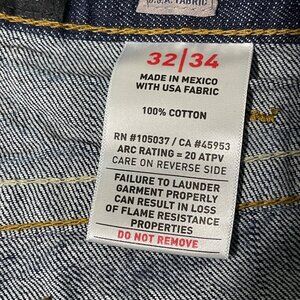 U.S.A. FABRIC
32|34
MADE IN MEXICO
WITH USA FABRIC
100% COTTON
RN #105037 / CA #45953
ARC RATING = 20 ATPV
CARE ON REVERSE SIDE
FAILURE TO LAUNDER
GARMENT PROPERLY
CAN RESULT IN LOSS
OF FLAME RESISTANCE
PROPERTIES
DO NOT REMOVE